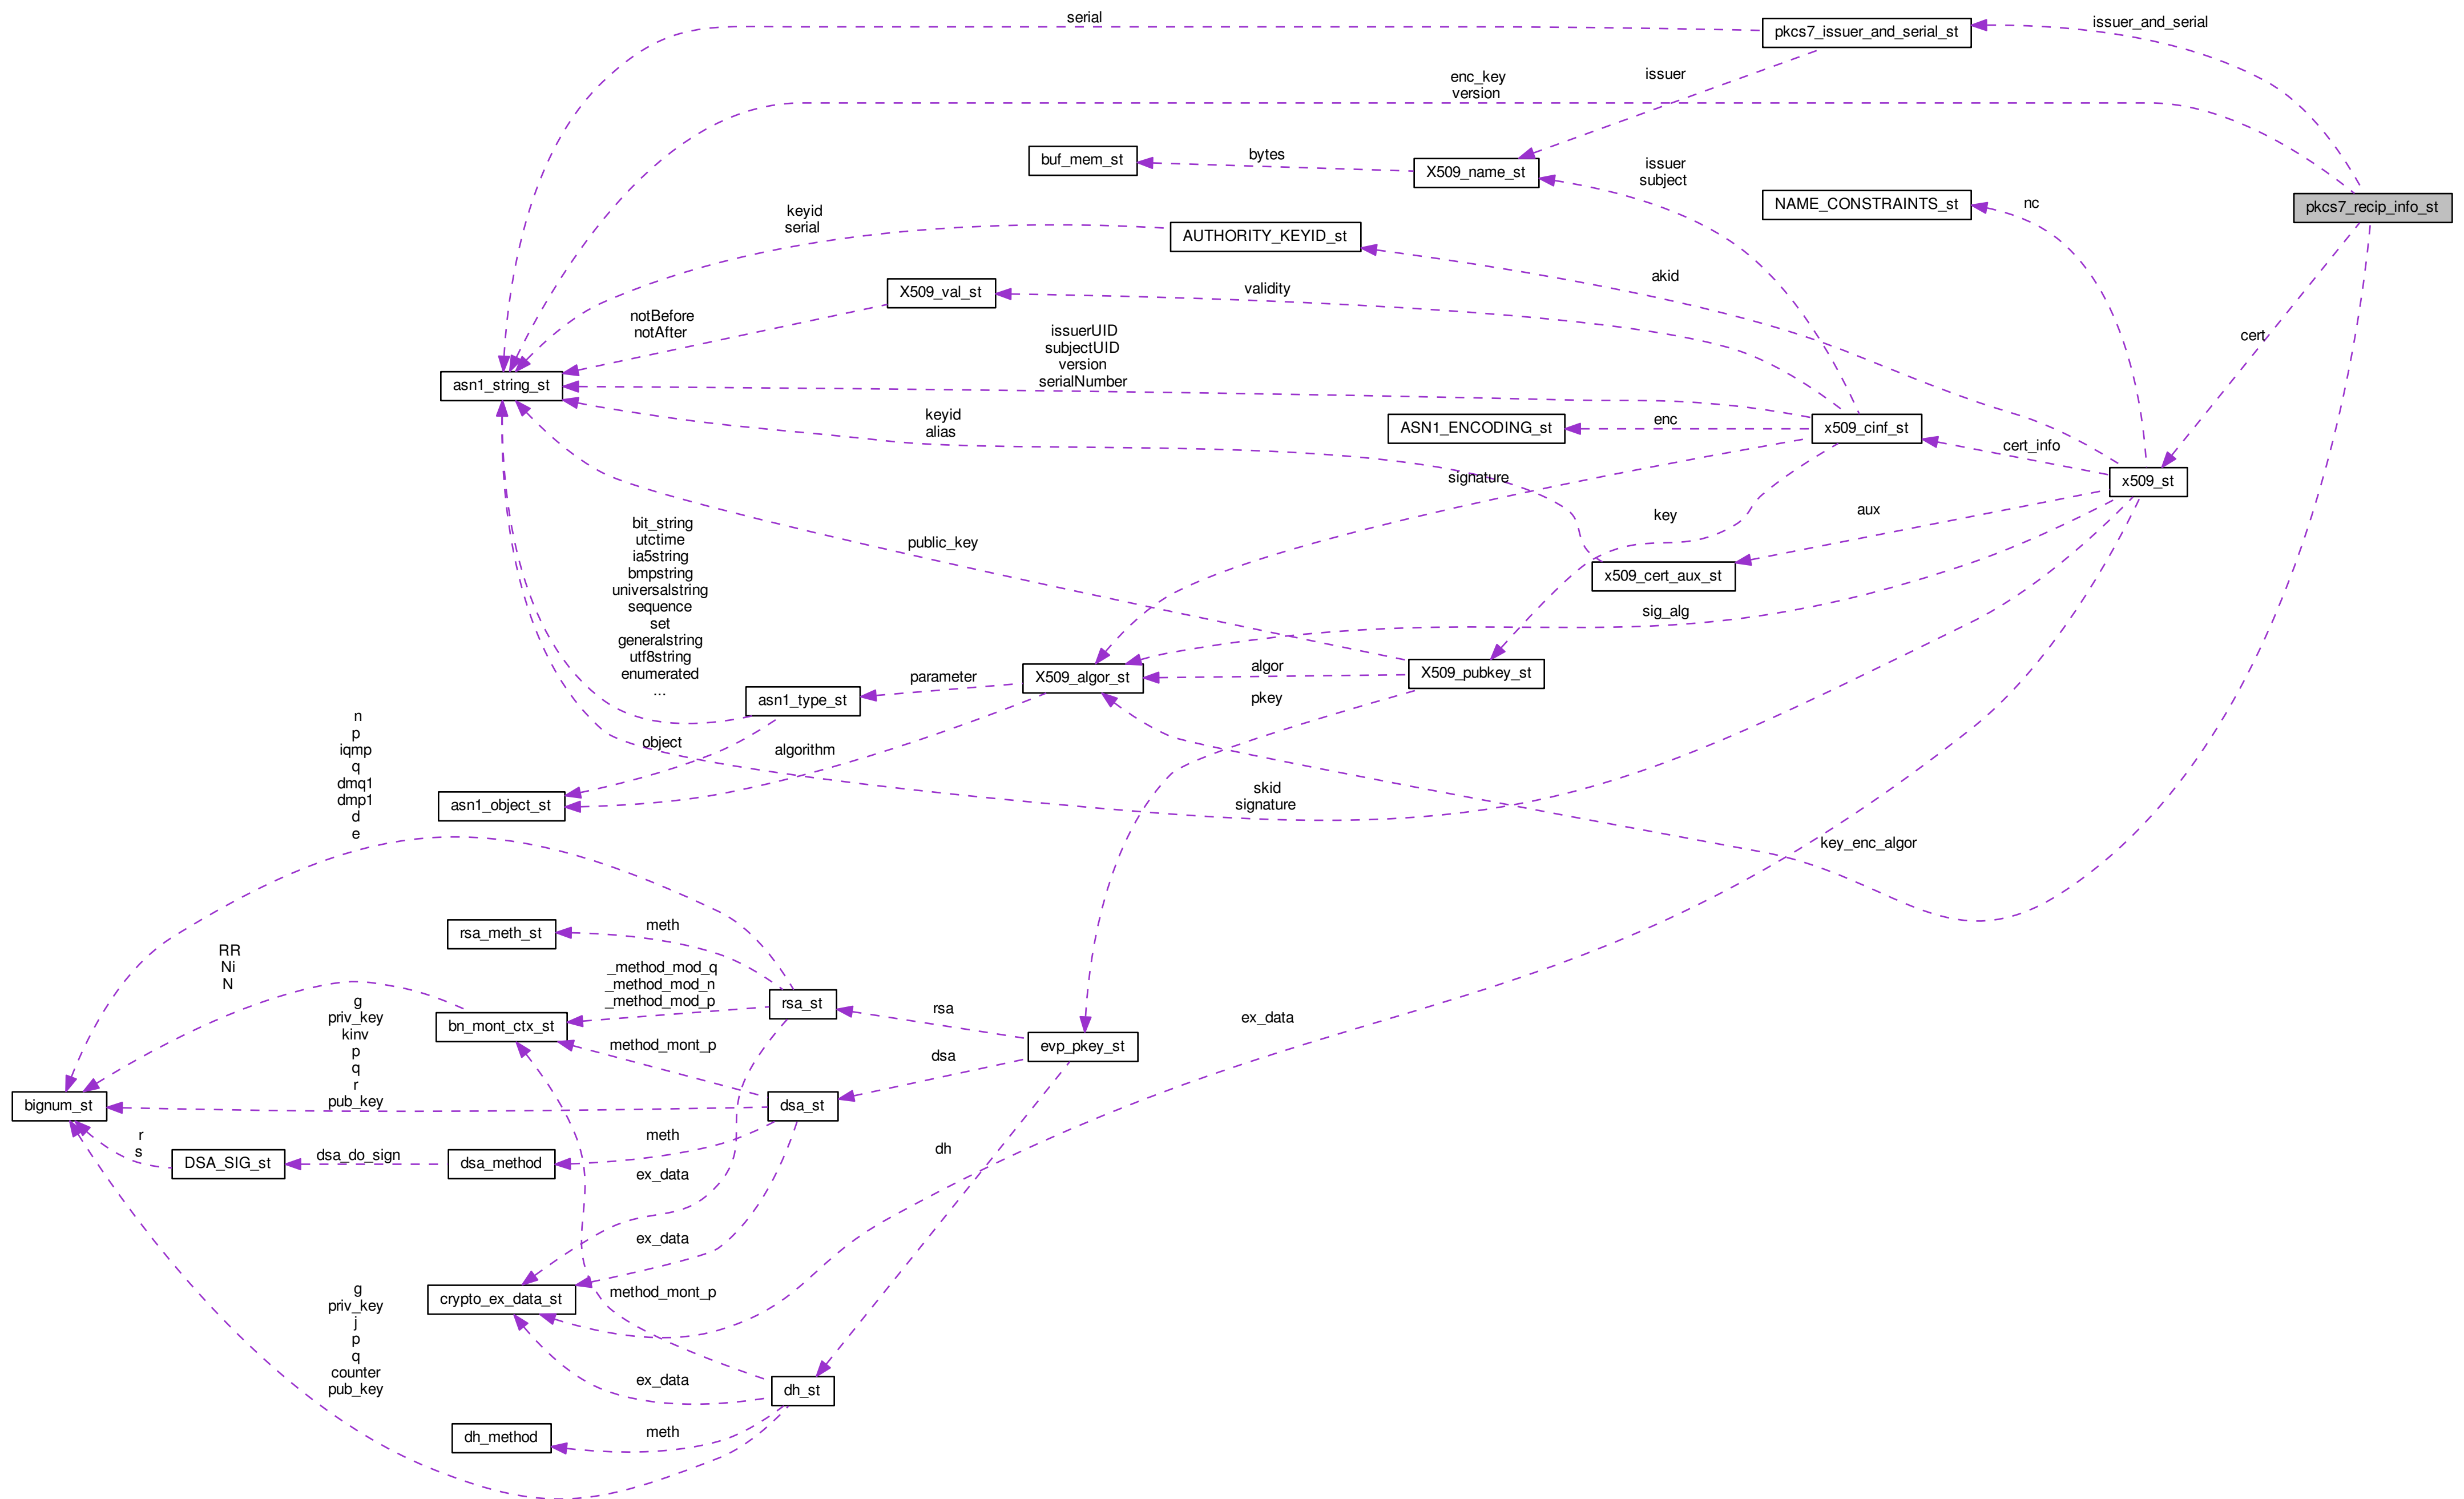 serial
pkcs7_issuer_and_serial_st
issuer_and_serial
issuer
enc_key
version
buf_mem_st
bytes
X509_name_st
issuer
subject
NAME_CONSTRAINTS_st
nc
pkcs7_recip_info_st
keyid
serial
AUTHORITY_KEYID_st
akid
X509_val_st
validity
notBefore
notAfter
issuerUID
subjectUID
version
serialNumber
cert
asn1_string_st
keyid
alias
ASN1_ENCODING_st
enc
x509_cinf_st
cert_info
signature
x509_st
bit_string
utctime
ia5string
bmpstring
universalstring
sequence
set
generalstring
utf8string
enumerated
...
public_key
key
aux
x509_cert_aux_st
sig_alg
X509_algor_st
algor
X509_pubkey_st
parameter
asn1_type_st
pkey
n
p
iqmp
q
dmq1
dmp1
d
e
object
algorithm
asn1_object_st
skid
signature
key_enc_algor
rsa_meth_st
meth
RR
Ni
N
_method_mod_q
_method_mod_n
_method_mod_p
rsa_st
rsa
bn_mont_ctx_st
ex_data
g
priv_key
kinv
p
q
r
pub_key
method_mont_p
dsa
evp_pkey_st
bignum_st
dsa_st
r
s
DSA_SIG_st
dsa_do_sign
dsa_method
meth
dh
ex_data
ex_data
crypto_ex_data_st
method_mont_p
g
priv_key
j
p
q
counter
pub_key
ex_data
dh_st
dh_method
meth